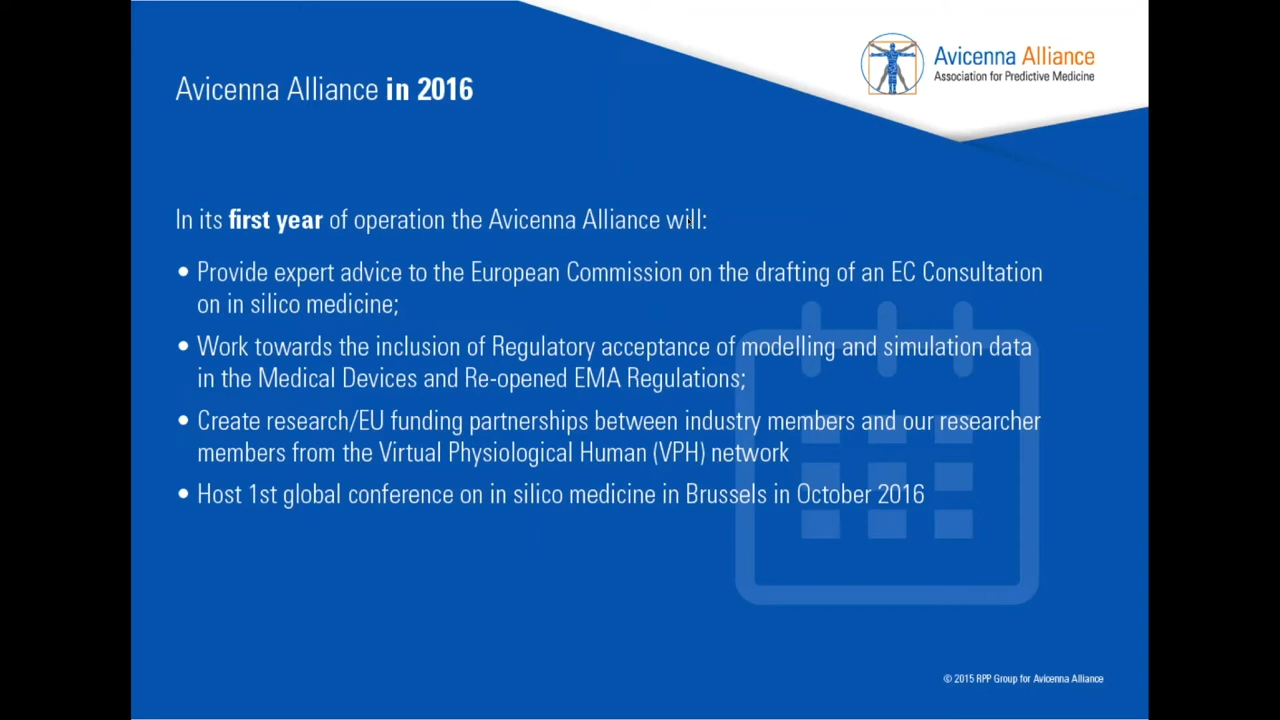 Avicenna Alliance
Association for Predictive Medicine
Avicenna Alliance in 2016
In its first year of operation the Avicenna Alliance will:
• Provide expert advice to the European Commission on the drafting of an EC Consultation
on in silico medicine;
• Work towards the inclusion of Regulatory acceptance of modelling and simulation data
in the Medical Devices and Re-opened EMA Regulations;
• Create research/EU funding partnerships between industry members and our researcher
members from the Virtual Physiological Human (VPH) network
• Host 1st global conference on in silico medicine in Brussels in October 2016
© 2015 RPP Group for Avicenna Alliance